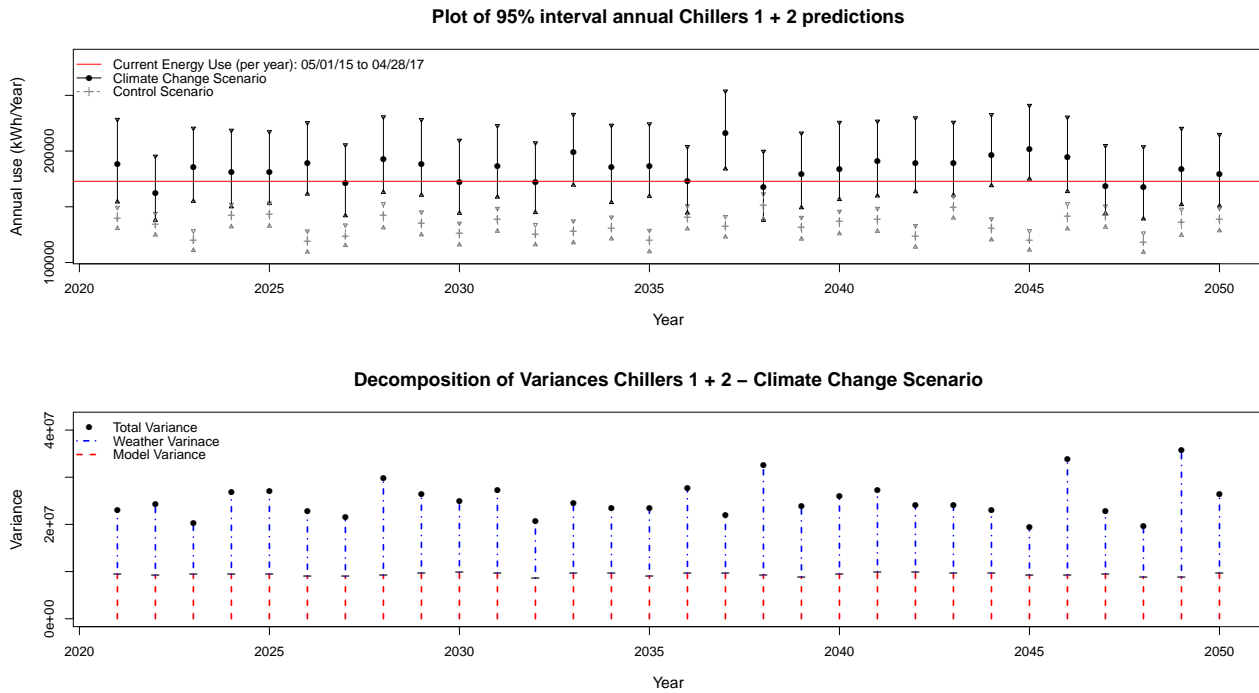 Plot of 95% interval annual Chillers 1 + 2 predictions
Current Energy Use (per year): 05/01/15 to 04/28/17
Climate Change Scenario
Control Scenario
Annual use (kWh/Year)
200000
100000
2020 2025 2030 2035 2040 2045 2050
Year
Decomposition of Variances Chillers 1 + 2 – Climate Change Scenario
Total Variance
Weather Varinace
Model Variance
Variance
4e+07
2e+07
0e+00
2020 2025 2030 2035 2040 2045 2050
Year